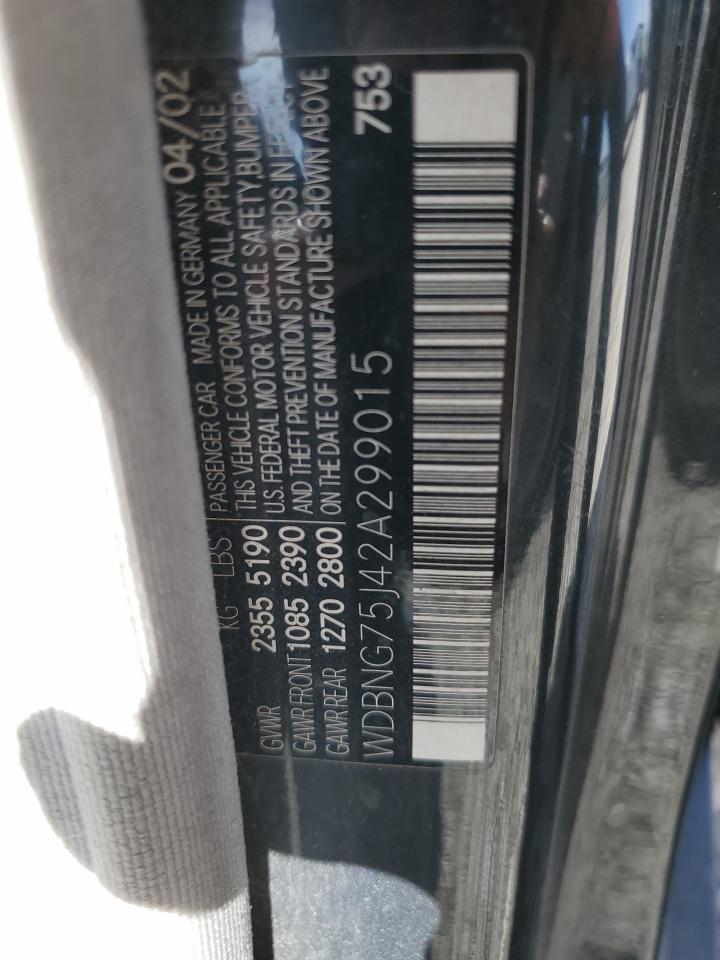 KG LBS PASSENGER CAR MADE IN GERMANY 04/02
THIS VEHICLE CONFORMS TO ALL APPLICABLE
GVWR 2355 5190 U.S. FEDERAL MOTOR VEHICLE SAFETY BUMPER
GAWR FRONT 1085 2390 AND THEFT PREVENTION STANDARDS IN
GAWR REAR 1270 2800 ON THE DATE OF MANUFACTURE SHOWN ABOVE
WDBNG75J42A299015 753